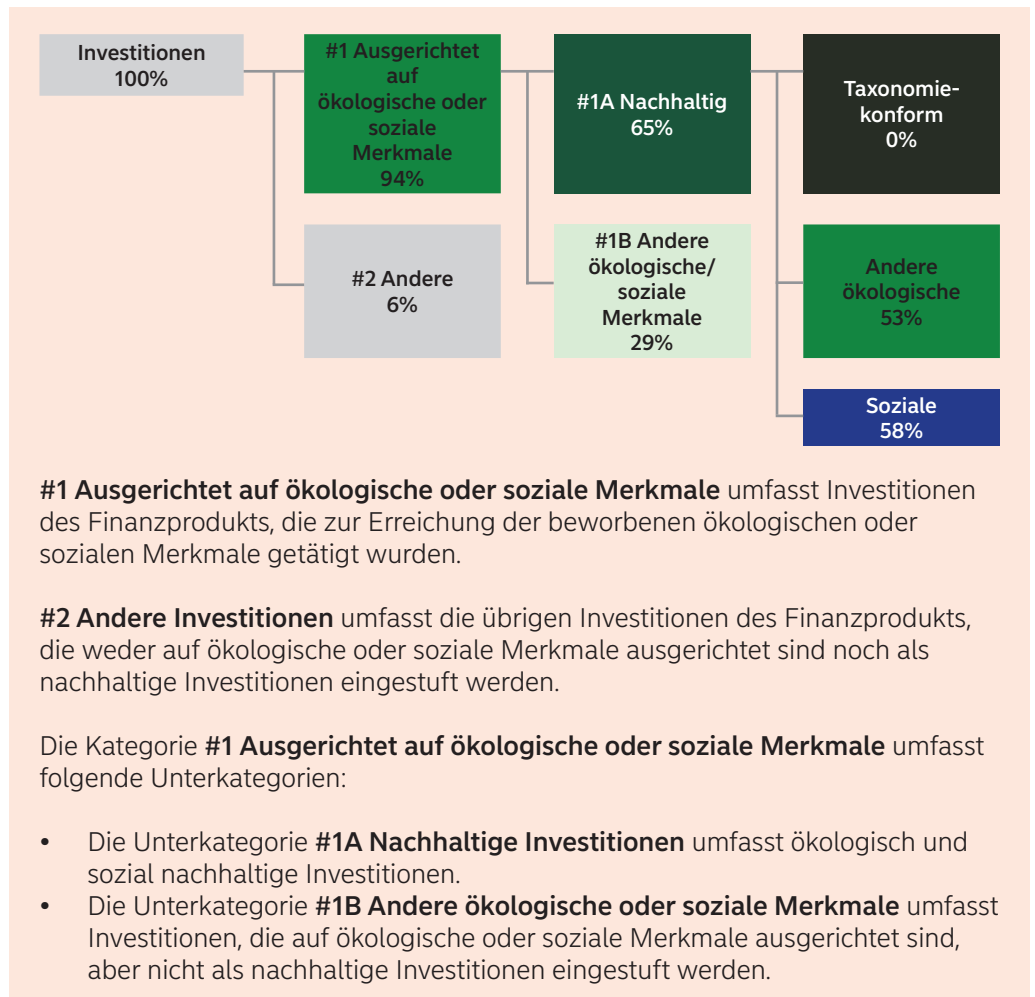 Investitionen
100%
#1 Ausgerichtet
auf
ökologische oder
soziale
Merkmale
94%
#1A Nachhaltig
65%
Taxonomie-
konform
0%
#2 Andere
6%
#1B Andere
ökologische/
soziale
Merkmale
29%
Andere
ökologische
53%
Soziale
58%
#1 Ausgerichtet auf ökologische oder soziale Merkmale umfasst Investitionen
des Finanzprodukts, die zur Erreichung der beworbenen ökologischen oder
sozialen Merkmale getätigt wurden.
#2 Andere Investitionen umfasst die übrigen Investitionen des Finanzprodukts,
die weder auf ökologische oder soziale Merkmale ausgerichtet sind noch als
nachhaltige Investitionen eingestuft werden.
Die Kategorie #1 Ausgerichtet auf ökologische oder soziale Merkmale umfasst
folgende Unterkategorien:
• Die Unterkategorie #1A Nachhaltige Investitionen umfasst ökologisch und
sozial nachhaltige Investitionen.
• Die Unterkategorie #1B Andere ökologische oder soziale Merkmale umfasst
Investitionen, die auf ökologische oder soziale Merkmale ausgerichtet sind,
aber nicht als nachhaltige Investitionen eingestuft werden.